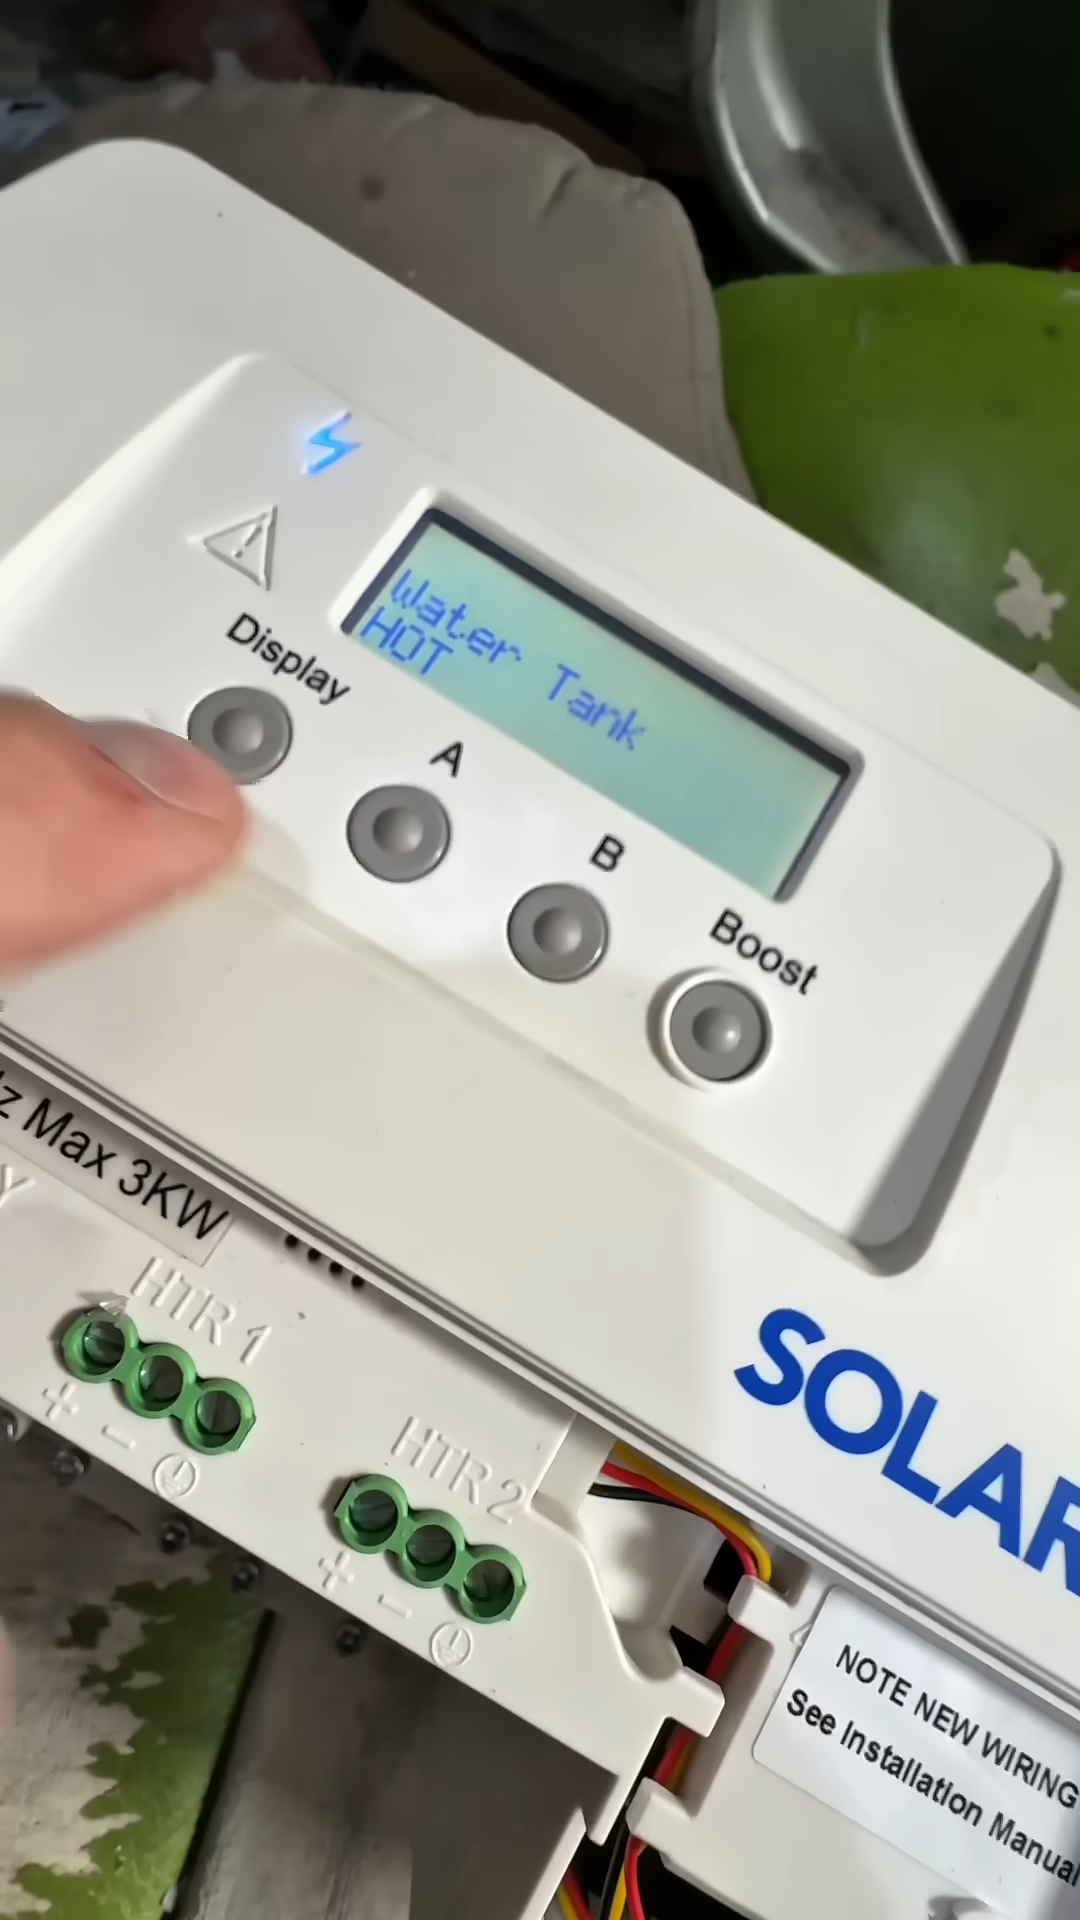 Water Tank
HOT
Display
A
B
Boost
Max 3KW
HTR 1
+ -
HTR 2
+ -
SOLAR
NOTE NEW WIRING
See Installation Manual